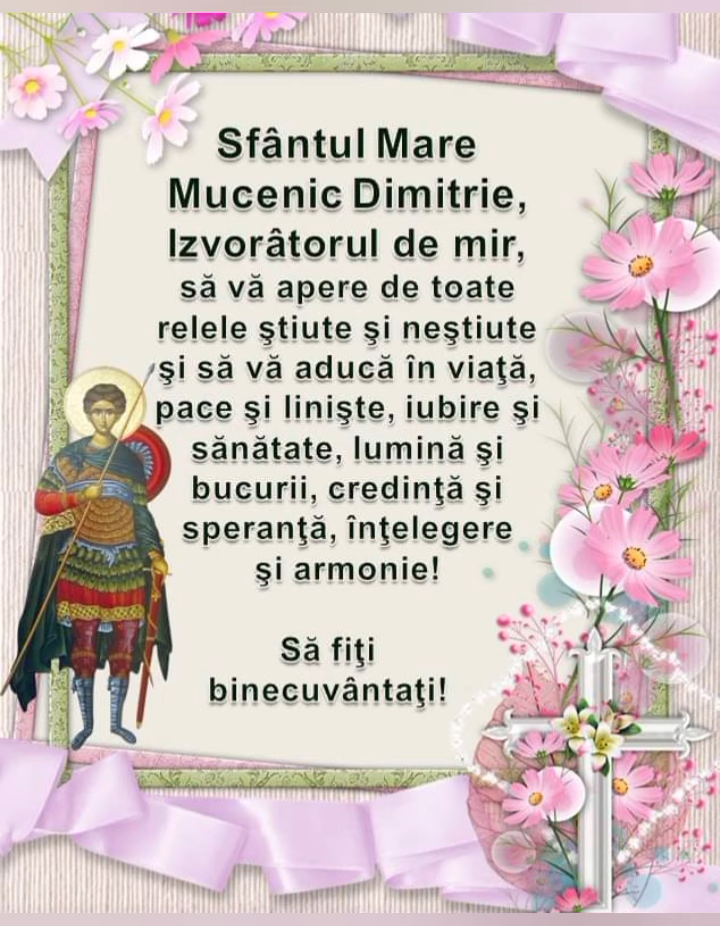 Sfântul Mare
Mucenic Dimitrie,
Izvorâtorul de mir,
să vă apere de toate
relele ştiute şi neştiute
şi să vă aducă în viaţă,
pace şi linişte, iubire şi
sănătate, lumină şi
bucurii, credinţă şi
speranţă, înţelegere
şi armonie!
Să fiţi
binecuvântaţi!